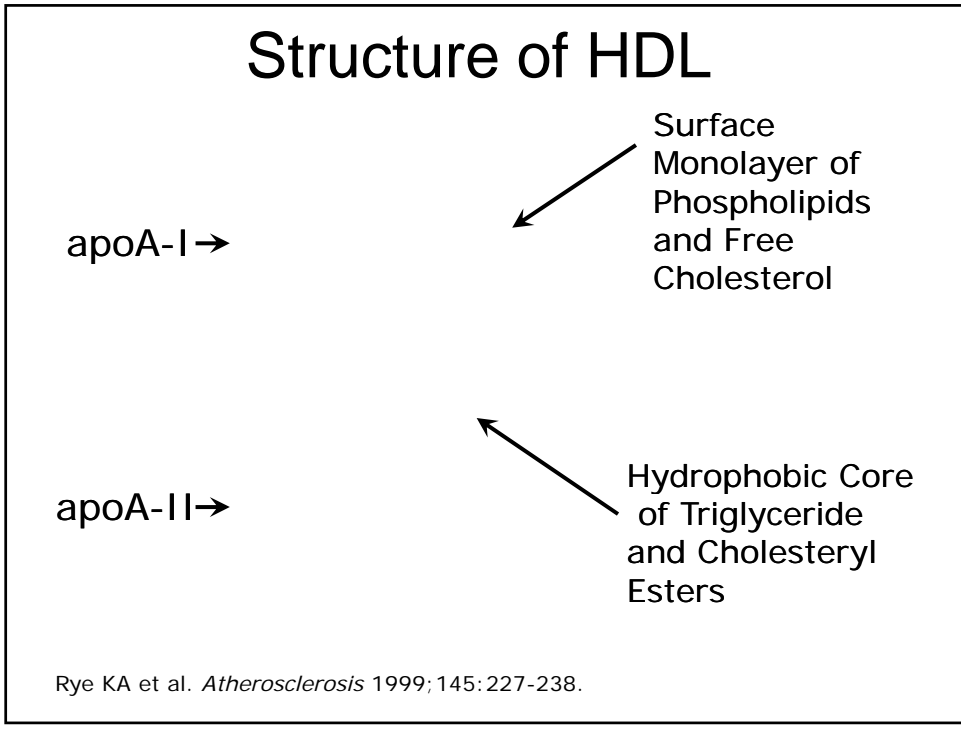 Structure of HDL
Surface
Monolayer of
Phospholipids
and Free
Cholesterol
apoA-I→
apoA-II→
Hydrophobic Core
of Triglyceride
and Cholesteryl
Esters
Rye KA et al. Atherosclerosis 1999;145:227-238.